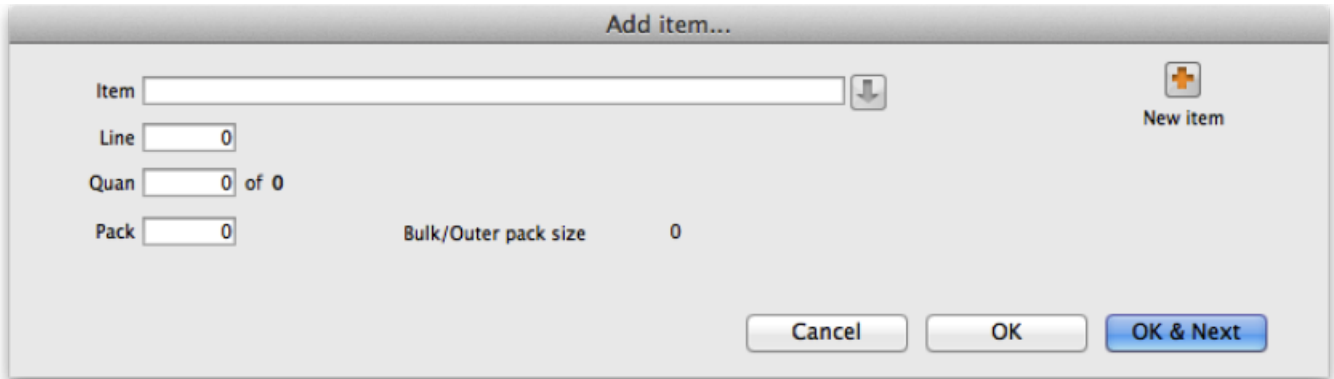 Add item...
Item
New item
Line 0
Quan 0 of 0
Pack 0 Bulk/Outer pack size 0
Cancel OK OK & Next